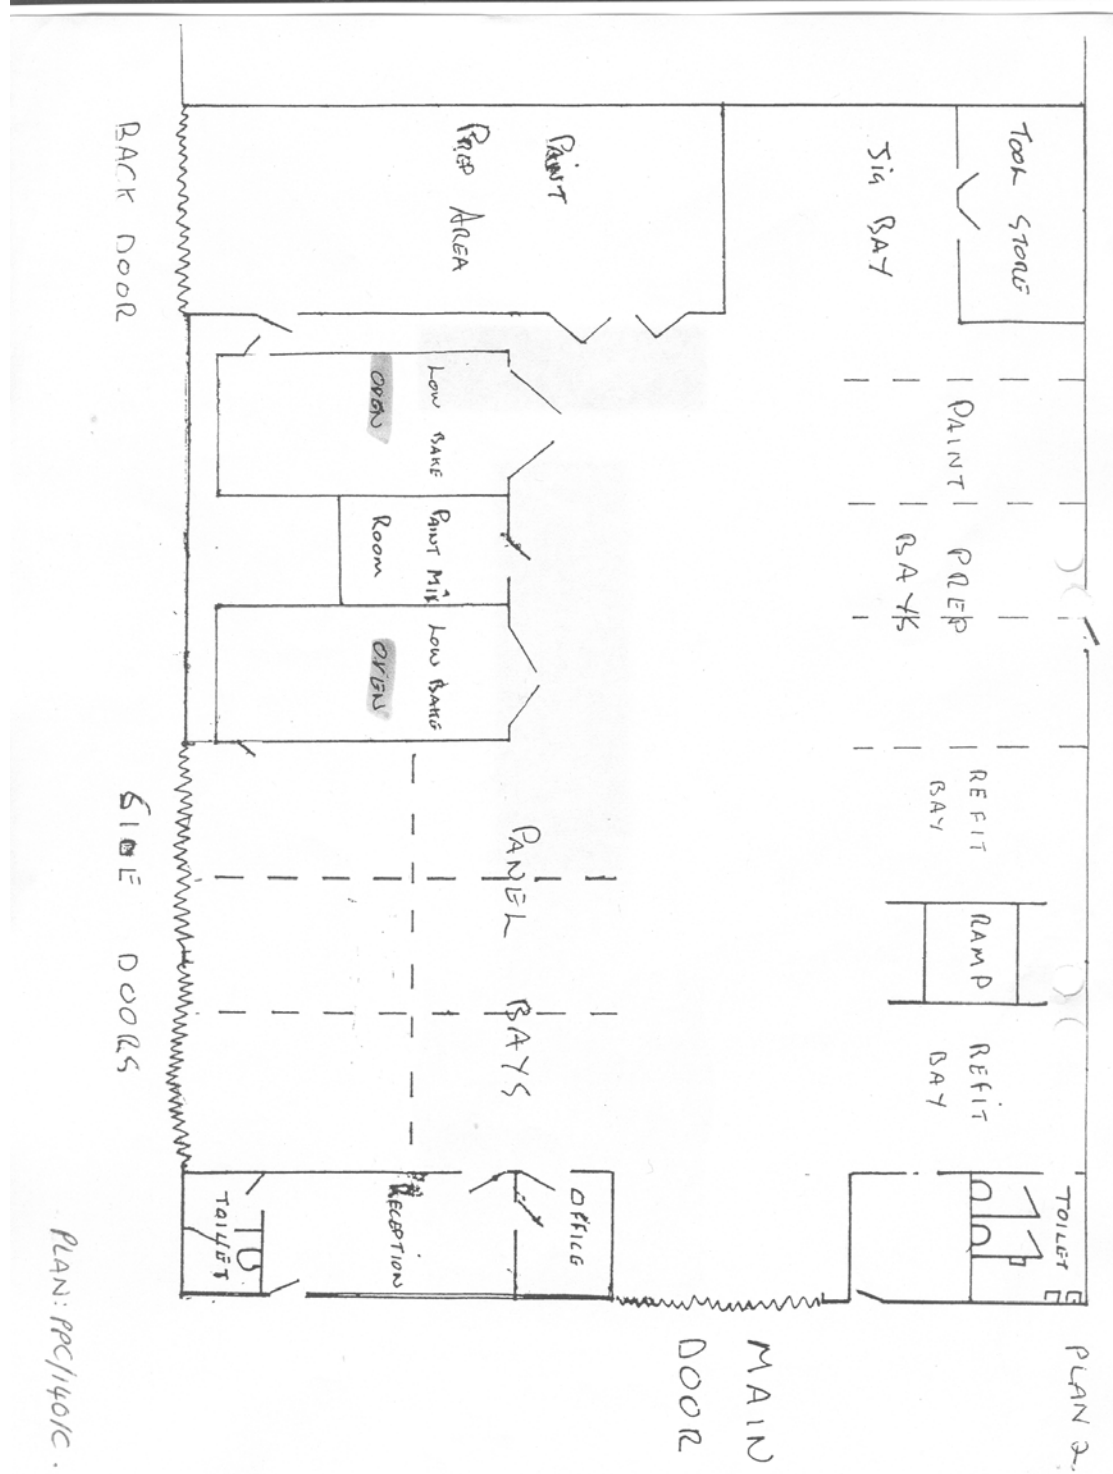 PLAN 2.
TOOL STORE
TOILET
PAINT PREP
BAYS
REFIT
BAY
RAMP
REFIT
BAY
JIG BAY
MAIN
DOOR
PAINT
PREP AREA
OFFICE
PANEL BAYS
LOW BAKE
OVEN
PAINT MIX
ROOM
LOW BAKE
OVEN
RECEPTION
TOILET
BACK DOOR
SIDE DOORS
PLAN: PPC/140/C.